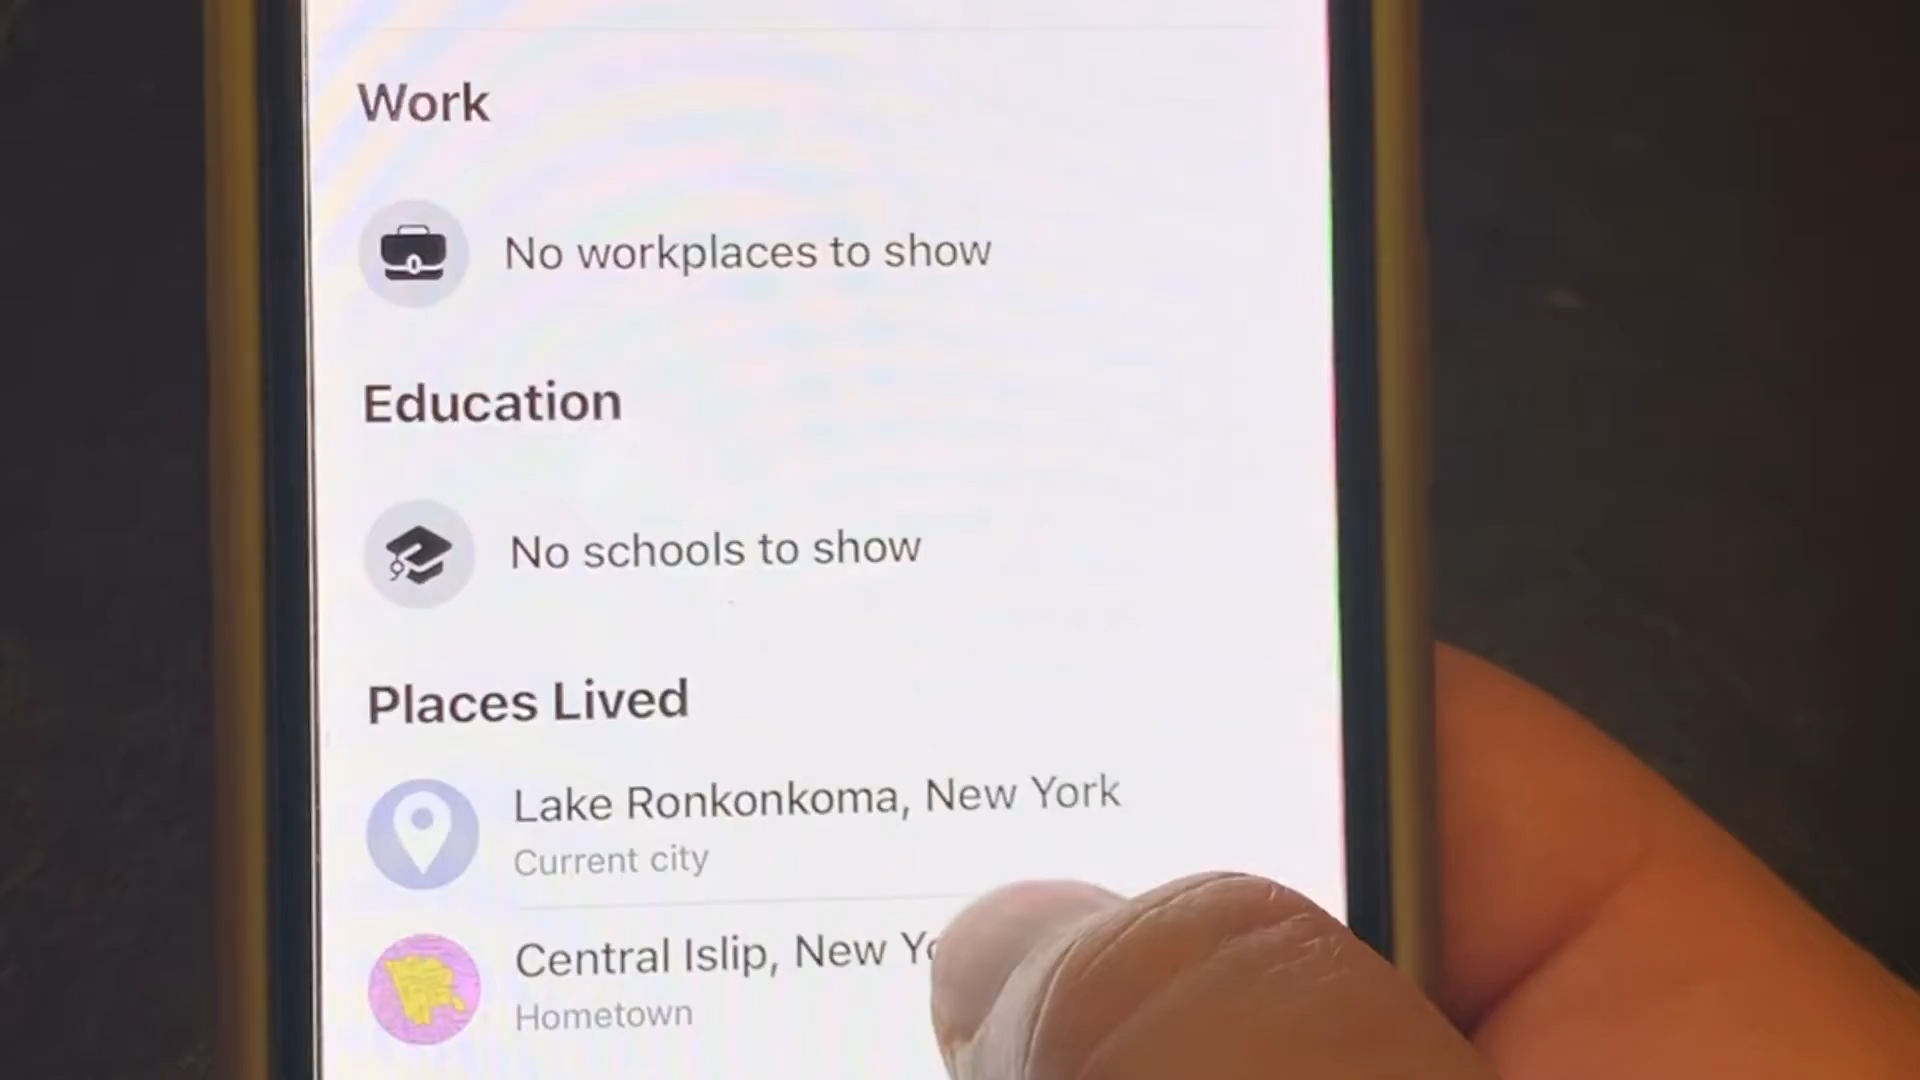 Work
No workplaces to show
Education
No schools to show
Places Lived
Lake Ronkonkoma, New York
Current city
Central Islip, New
Hometown